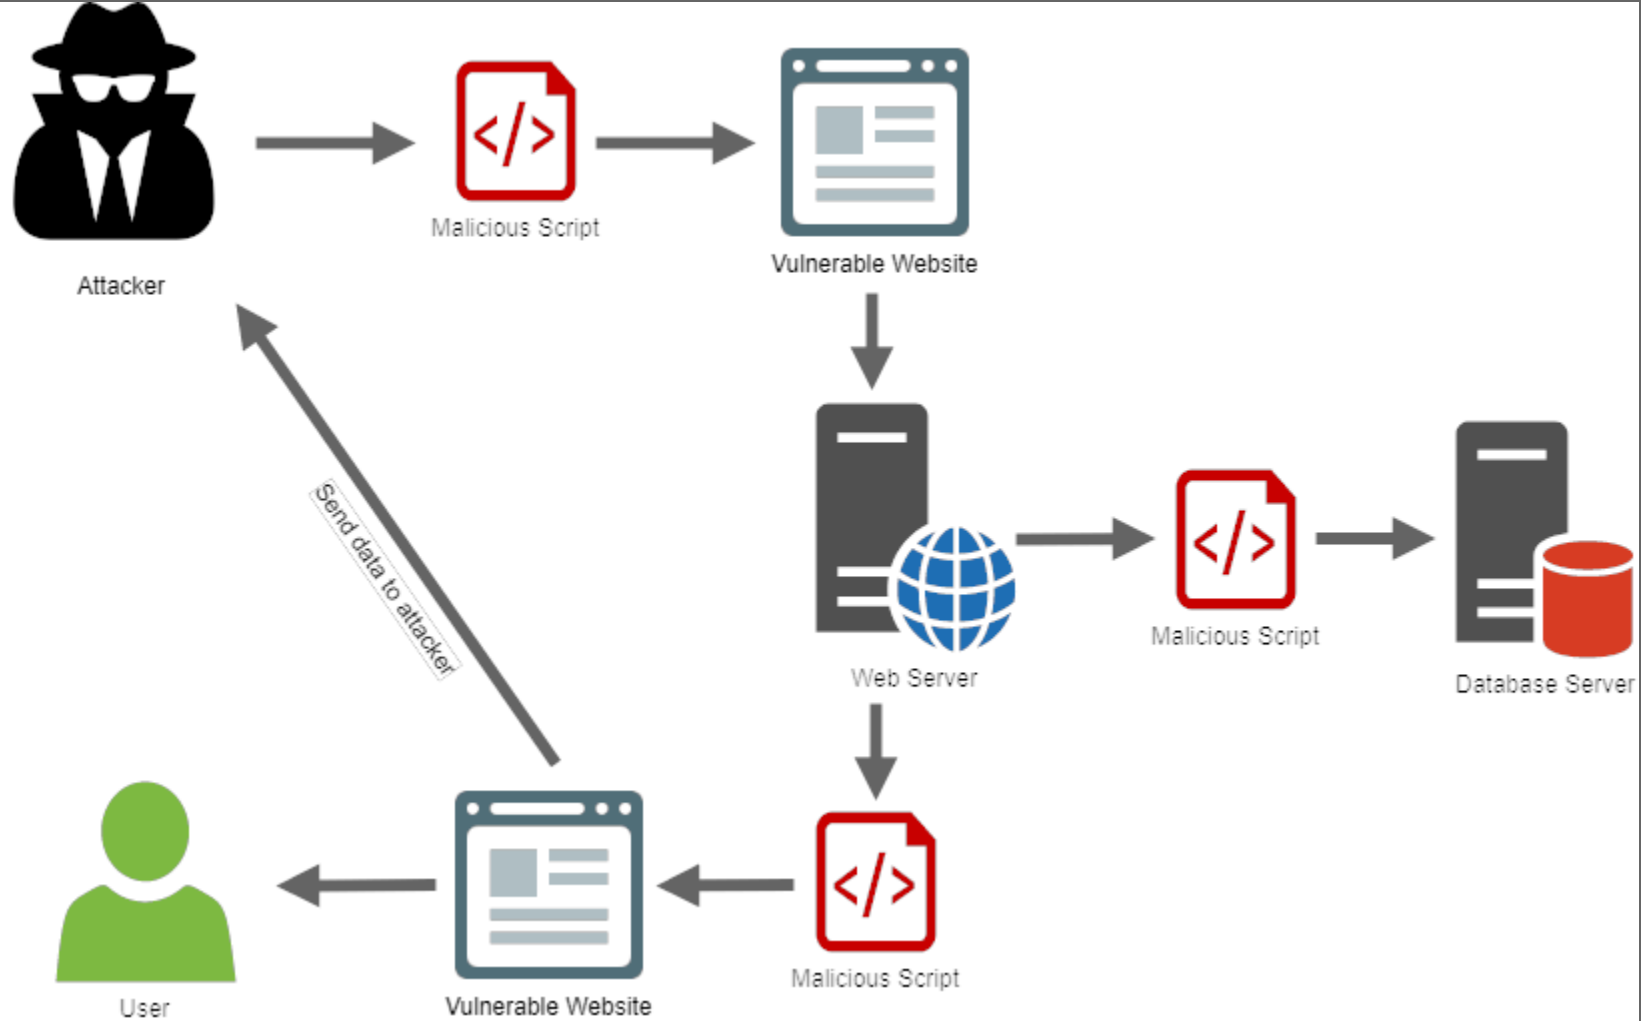 Malicious Script
Vulnerable Website
Attacker
Send data to attacker
Malicious Script
Web Server
Database Server
Malicious Script
User
Vulnerable Website